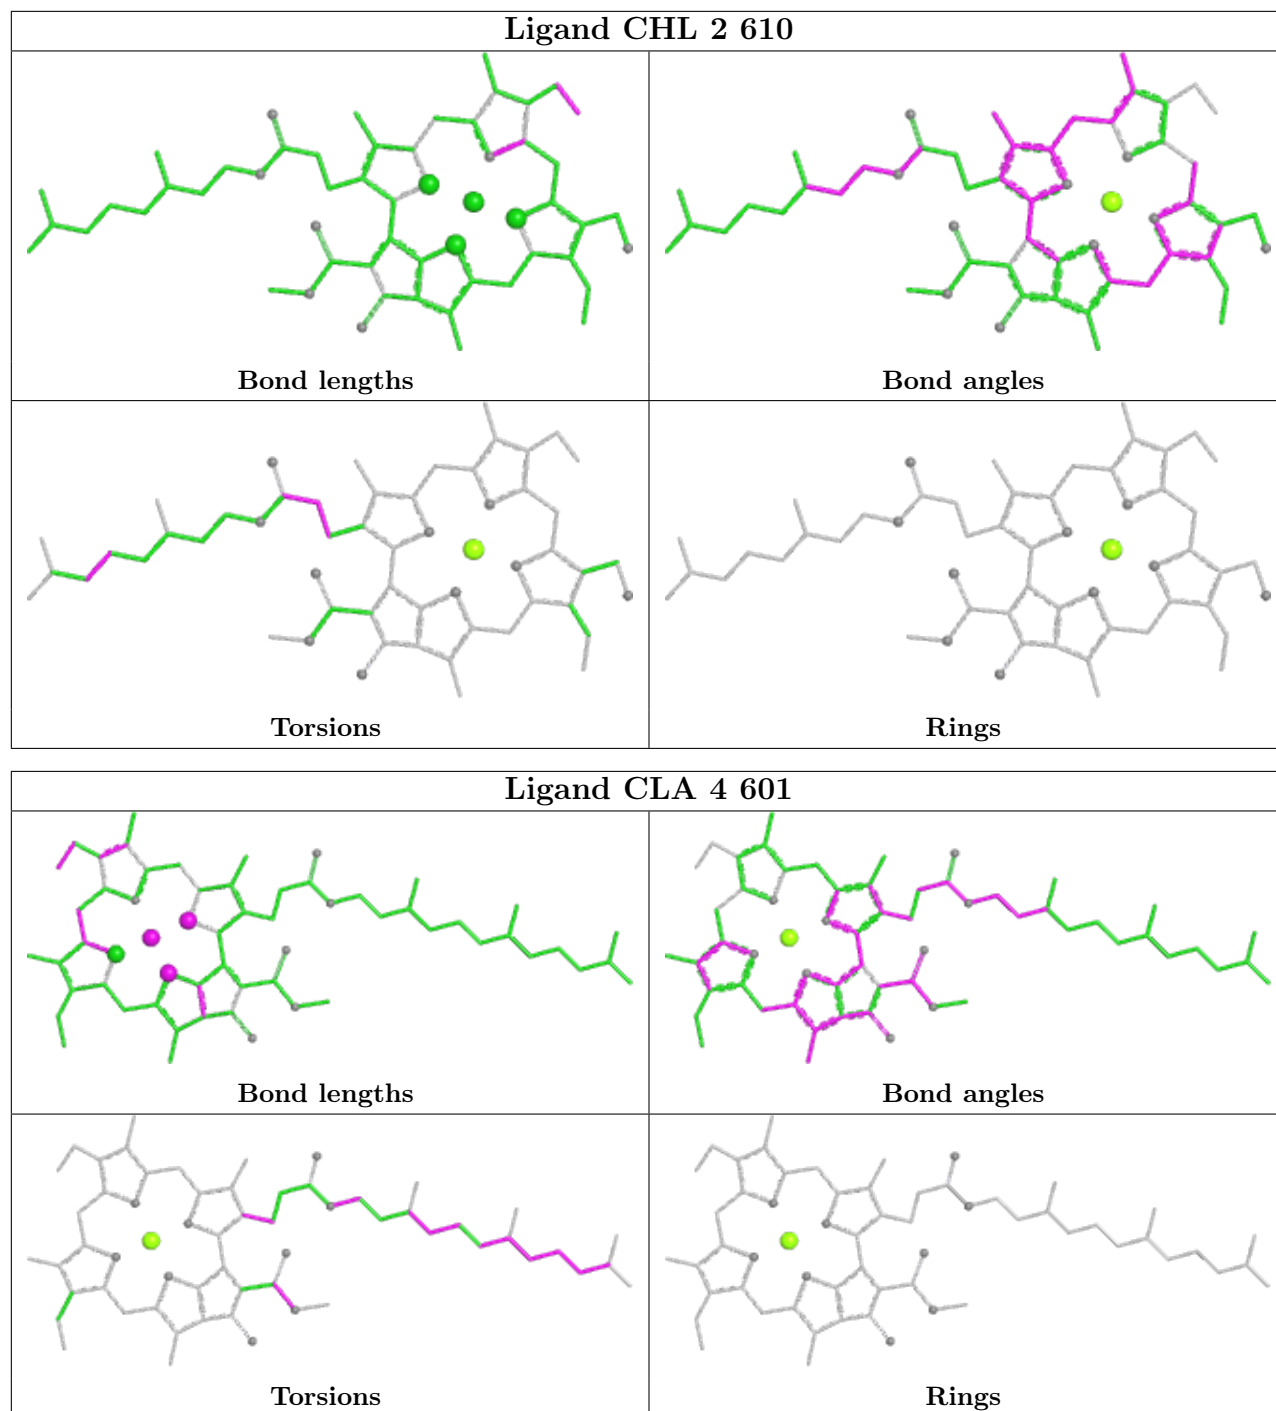 Ligand CHL 2 610
Bond lengths
Bond angles
Torsions
Rings
Ligand CLA 4 601
Bond lengths
Bond angles
Torsions
Rings